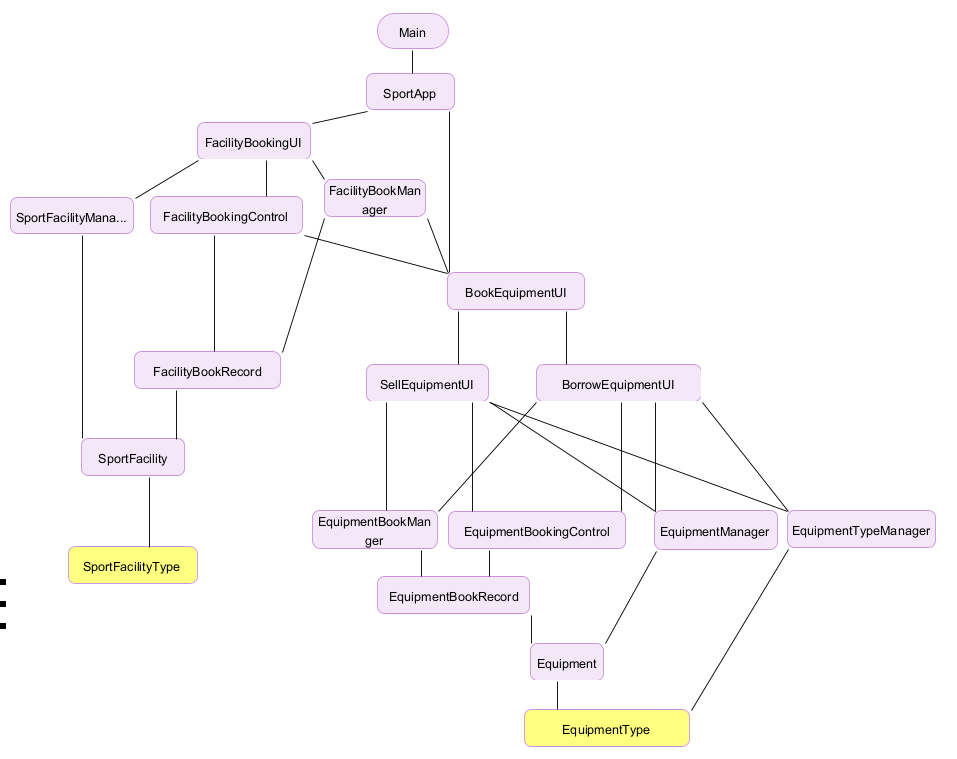 Main
SportApp
FacilityBookingUI
FacilityBookMan
ager
SportFacilityMana...
FacilityBookingControl
BookEquipmentUI
FacilityBookRecord
SellEquipmentUI
BorrowEquipmentUI
SportFacility
EquipmentBookMan
ger
EquipmentBookingControl
EquipmentManager
EquipmentTypeManager
SportFacilityType
EquipmentBookRecord
Equipment
EquipmentType